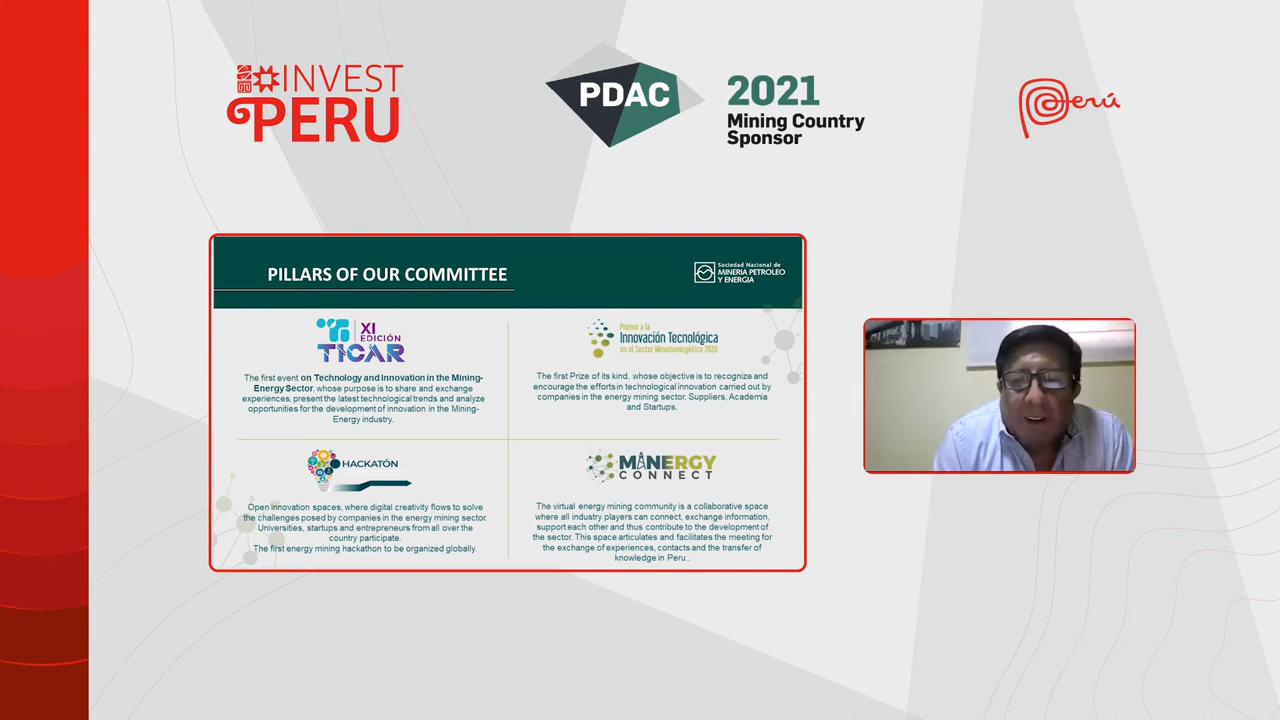 INVEST
PERU
PDAC
2021
Mining Country
Sponsor
Perú
PILLARS OF OUR COMMITTEE
Sociedad Nacional de
MINERIA PETROLEO
Y ENERGIA
XI
EDICIÓN
TICAR
The first event on Technology and Innovation in the Mining-
Energy Sector, whose purpose is to share and exchange
experiences, present the latest technological trends and analyze
opportunities for the development of innovation in the Mining-
Energy industry.
Premio a la
Innovación Tecnológica
en el Sector Mineroenergético 2020
The first Prize of its kind, whose objective is to recognize and
encourage the efforts in technological innovation carried out by
companies in the energy mining sector, Suppliers, Academia
and Startups.
HACKATÓN
Open innovation spaces, where digital creativity flows to solve
the challenges posed by companies in the energy mining sector.
Universities, startups and entrepreneurs from all over the
country participate.
The first energy mining hackathon to be organized globally.
MINERGY
CONNECT
The virtual energy mining community is a collaborative space
where all industry players can connect, exchange information,
support each other and thus contribute to the development of
the sector. This space articulates and facilitates the meeting for
the exchange of experiences, contacts and the transfer of
knowledge in Peru..